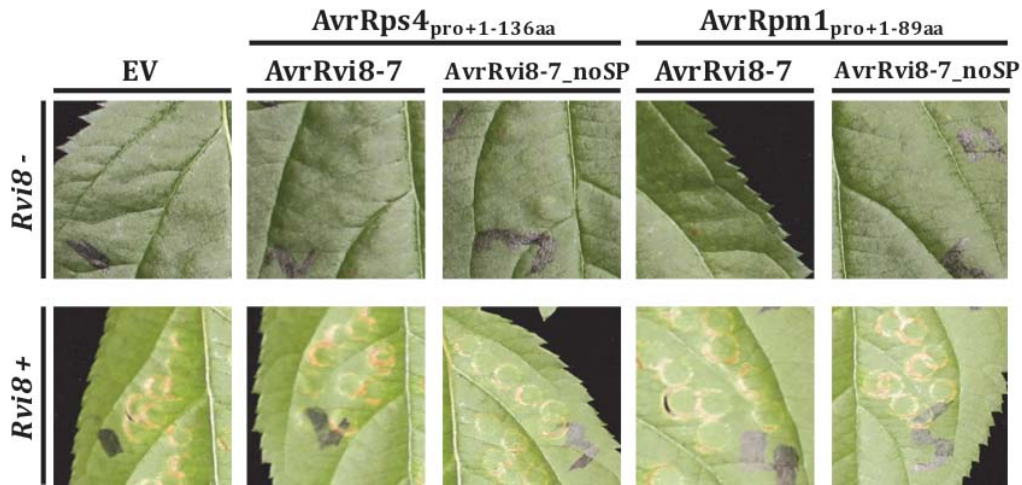 AvrRps4pro+1-136aa AvrRpm1pro+1-89aa
EV AvrRvi8-7 AvrRvi8-7_noSP AvrRvi8-7 AvrRvi8-7_noSP
Rvi8 -
Rvi8 +